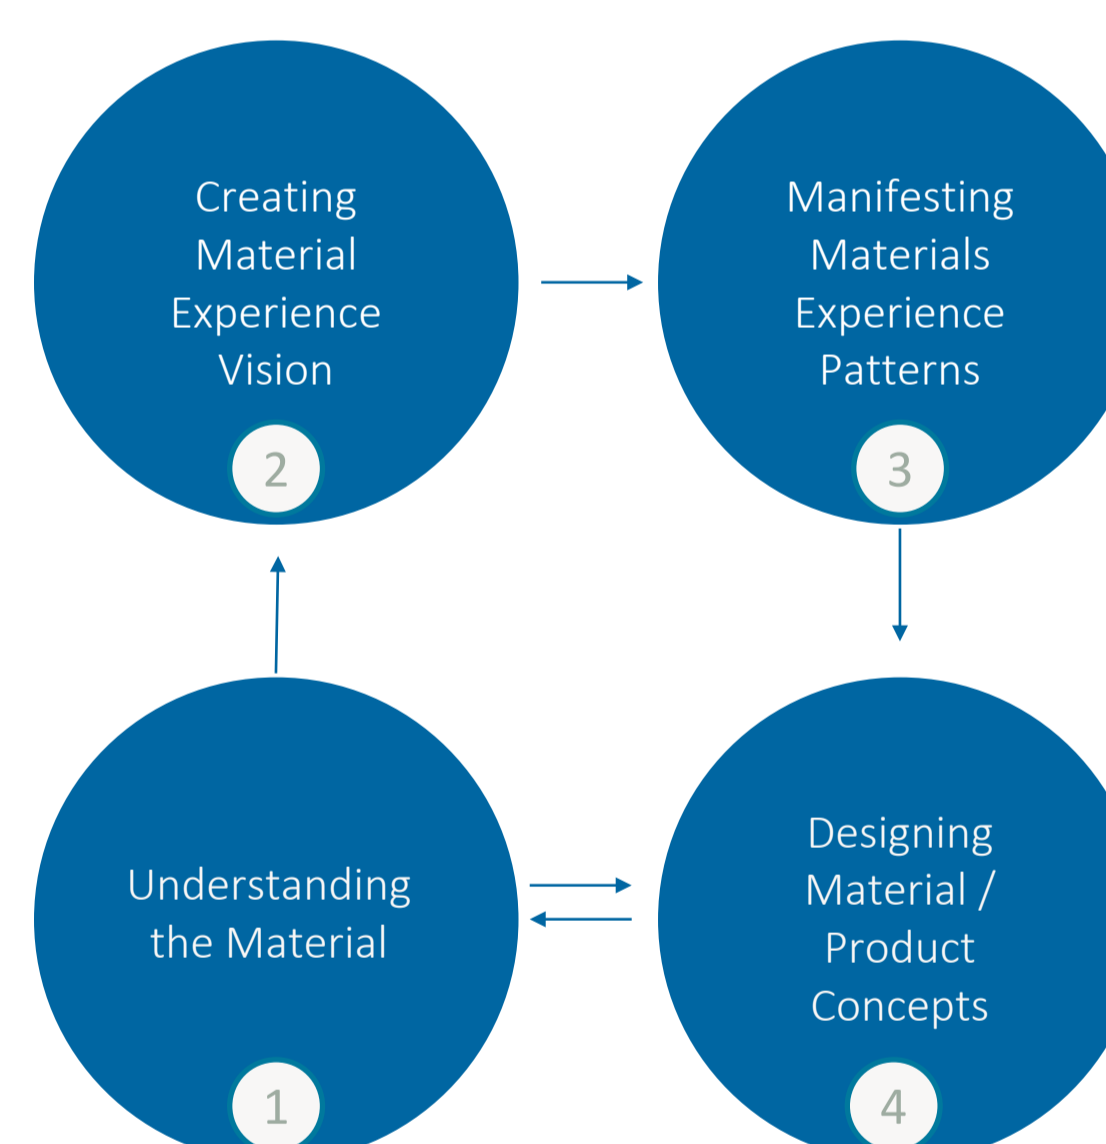 Creating
Material
Experience
Vision
2
Manifesting
Materials
Experience
Patterns
3
Understanding
the Material
1
Designing
Material /
Product
Concepts
4